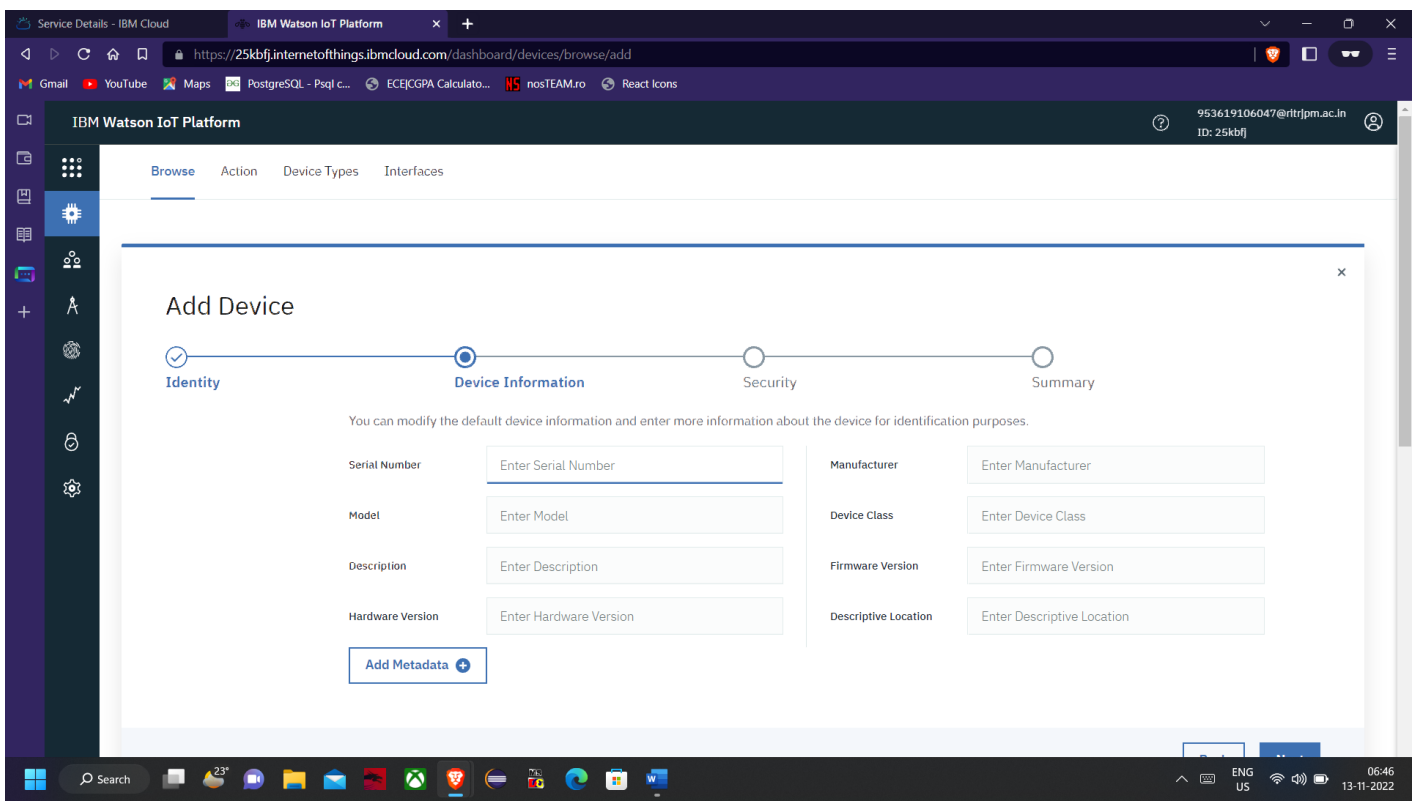 Service Details - IBM Cloud
IBM Watson IoT Platform
https://25kbfj.internetofthings.ibmcloud.com/dashboard/devices/browse/add
Gmail YouTube Maps PostgreSQL - Psql c... ECE|CGPA Calculato... nosTEAM.ro React Icons
IBM Watson IoT Platform
953619106047@ritrjpm.ac.in
ID: 25kbfj
Browse Action Device Types Interfaces
Add Device
Identity Device Information Security Summary
You can modify the default device information and enter more information about the device for identification purposes.
Serial Number Enter Serial Number Manufacturer Enter Manufacturer
Model Enter Model Device Class Enter Device Class
Description Enter Description Firmware Version Enter Firmware Version
Hardware Version Enter Hardware Version Descriptive Location Enter Descriptive Location
Add Metadata
Search
23°
ENG
US
06:46
13-11-2022